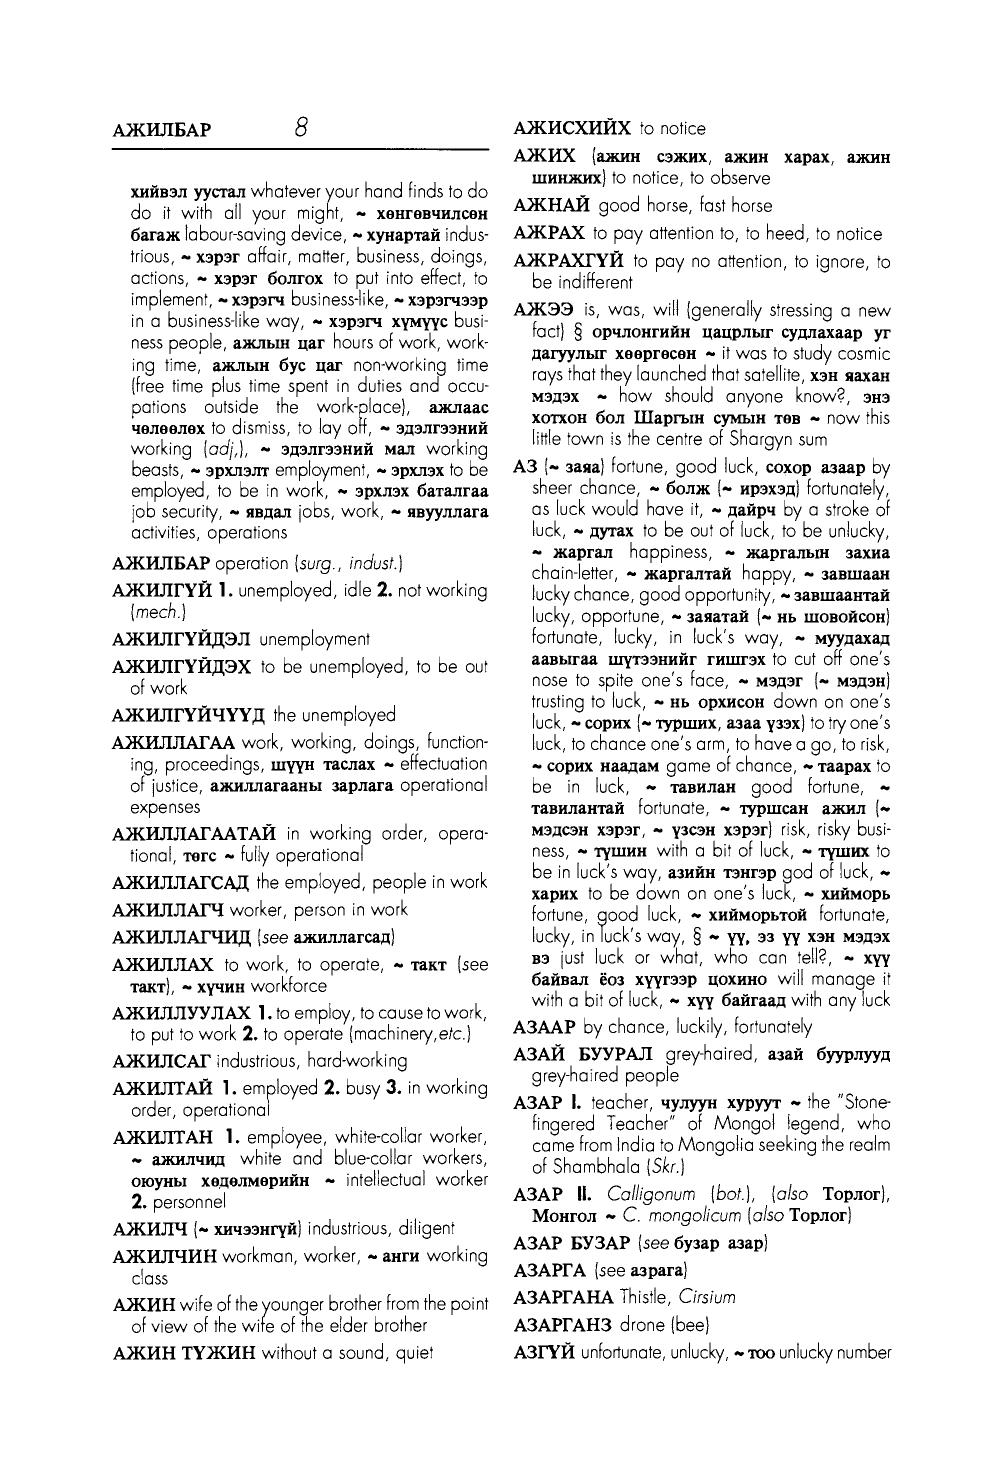 АЖИЛБАР 8
хийвэл уустал whatever your hand finds to do
do it with all your might, ~ хөнгөвчилсөн
багаж labour-saving device, ~ хунартай indus-
trious, ~ хэрэг affair, matter, business, doings,
actions, ~ хэрэг болгох to put into effect, to
implement, ~ хэрэгч business-like, ~ хэрэгчээр
in a business-like way, ~ хэрэгч хүмүүс busi-
ness people, ажлын цаг hours of work, work-
ing time, ажлын бус цаг non-working time
(free time plus time spent in duties and occu-
pations outside the work-place), ажлаас
чөлөөлөх to dismiss, to lay off, ~ эдэлгээний
working (adj,), ~ эдэлгээний мал working
beasts, ~ эрхлэлт employment, ~ эрхлэх to be
employed, to be in work, ~ эрхлэх баталгаа
job security, ~ явдал jobs, work, ~ явууллага
activities, operations
АЖИЛБАР operation (surg., indust.)
АЖИЛГҮЙ 1. unemployed, idle 2. not working
(mech.)
АЖИЛГҮЙДЭЛ unemployment
АЖИЛГҮЙДЭХ to be unemployed, to be out
of work
АЖИЛГҮЙЧҮҮД the unemployed
АЖИЛЛАГАА work, working, doings, function-
ing, proceedings, шүүн таслах ~ effectuation
of justice, ажиллагааны зарлага operational
expenses
АЖИЛЛАГААТАЙ in working order, opera-
tional, төгс ~ fully operational
АЖИЛЛАГСАД the employed, people in work
АЖИЛЛАГЧ worker, person in work
АЖИЛЛАГЧИД (see ажиллагсад)
АЖИЛЛАХ to work, to operate, ~ такт (see
такт), ~ хүчин workforce
АЖИЛЛУУЛАХ 1. to employ, to cause to work,
to put to work 2. to operate (machinery,etc.)
АЖИЛСАГ industrious, hard-working
АЖИЛТАЙ 1. employed 2. busy 3. in working
order, operational
АЖИЛТАН 1. employee, white-collar worker,
~ ажилчид white and blue-collar workers,
оюуны хөдөлмөрийн ~ intellectual worker
2. personnel
АЖИЛЧ (~ хичээнгүй) industrious, diligent
АЖИЛЧИН workman, worker, ~ анги working
class
АЖИН wife of the younger brother from the point
of view of the wife of the elder brother
АЖИН ТҮЖИН without a sound, quiet
АЖИСХИЙХ to notice
АЖИХ (ажин сэжих, ажин харах, ажин
шинжих) to notice, to observe
АЖНАЙ good horse, fast horse
АЖРАХ to pay attention to, to heed, to notice
АЖРАХГҮЙ to pay no attention, to ignore, to
be indifferent
АЖЭЭ is, was, will (generally stressing a new
fact) § орчлонгийн цацрлыг судлахаар уг
дагуулыг хөөргөсөн ~ it was to study cosmic
rays that they launched that satellite, хэн яахан
мэдэх ~ how should anyone know?, энэ
хотхон бол Шаргын сумын төв ~ now this
little town is the centre of Shargyn sum
АЗ (~ заяа) fortune, good luck, сохор азаар by
sheer chance, ~ болж (~ ирэхэд) fortunately,
as luck would have it, ~ дайрч by a stroke of
luck, ~ дутах to be out of luck, to be unlucky,
~ жаргал happiness, ~ жаргалын захиа
chain-letter, ~ жаргалтай happy, ~ завшаан
lucky chance, good opportunity, ~ завшаантай
lucky, opportune, ~ заяатай (~ нь шовойсон)
fortunate, lucky, in luck's way, ~ муудахад
аавыгаа шүтээнийг гишгэх to cut off one's
nose to spite one's face, ~ мэдэг (~ мэдэн)
trusting to luck, ~ нь орхисон down on one's
luck, ~ сорих (~ турших, азаа үзэх) to try one's
luck, to chance one's arm, to have a go, to risk,
~ сорих наадам game of chance, ~ таарах to
be in luck, ~ тавилан good fortune, ~
тавилантай fortunate, ~ туршсан ажил (~
мэдсэн хэрэг, ~ үзсэн хэрэг) risk, risky busi-
ness, ~ түшин with a bit of luck, ~ түших to
be in luck's way, азийн тэнгэр god of luck, ~
харих to be down on one's luck, ~ хийморь
fortune, good luck, ~ хийморьтой fortunate,
lucky, in luck's way, § ~ үү, эз үү хэн мэдэх
вэ just luck or what, who can tell?, ~ хүү
байвал ёоз хүүгээр цохино will manage it
with a bit of luck, ~ хүү байгаад with any luck
АЗААР by chance, luckily, fortunately
АЗАЙ БУУРАЛ grey-haired, азай буурлууд
grey-haired people
АЗАР I. teacher, чулуун хуруут ~ the "Stone-
fingered Teacher" of Mongol legend, who
came from India to Mongolia seeking the realm
of Shambhala (Skr.)
АЗАР II. Calligonum (bot.), (also Торлог),
Монгол ~ C. mongolicum (also Торлог)
АЗАР БУЗАР (see бузар азар)
АЗАРГА (see азрага)
АЗАРГАНА Thistle, Cirsium
АЗАРГАНЗ drone (bee)
АЗГҮЙ unfortunate, unlucky, ~ тоо unlucky number